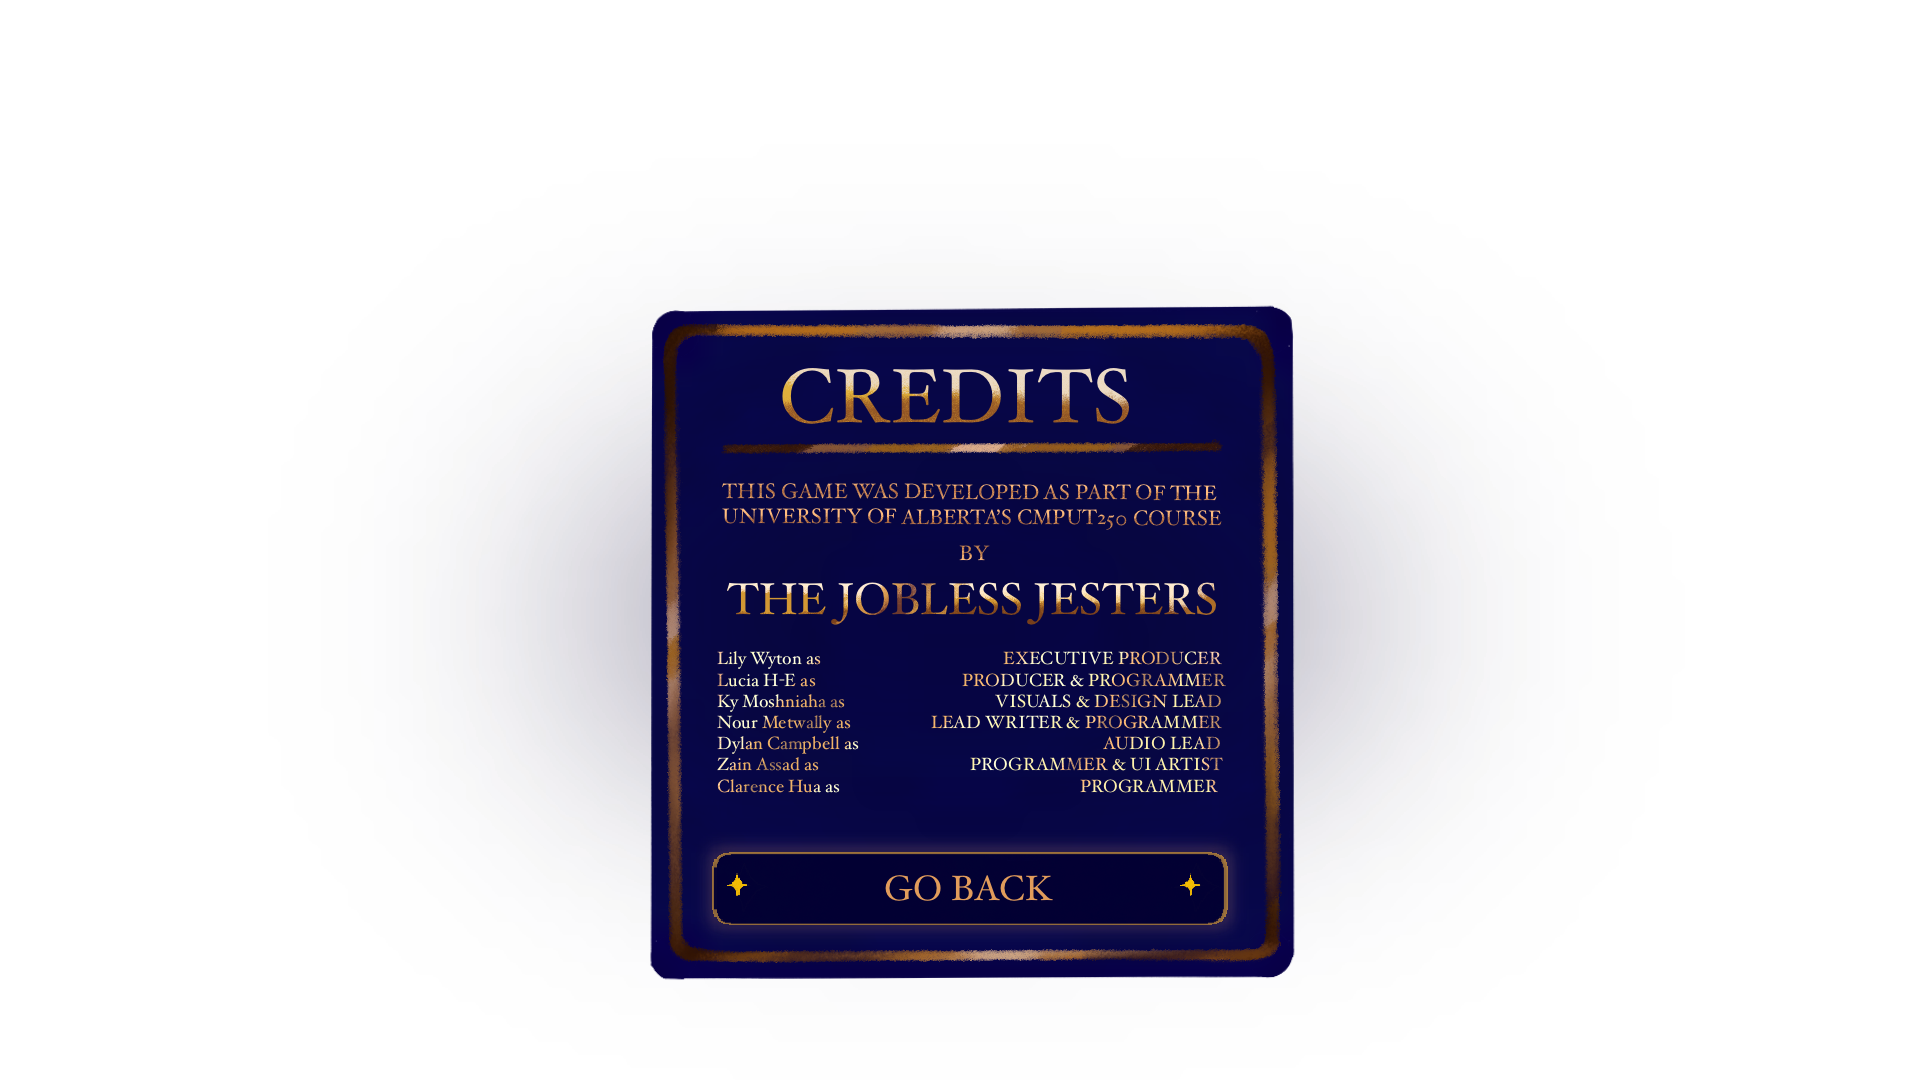 CREDITS
THIS GAME WAS DEVELOPED AS PART OF THE
UNIVERSITY OF ALBERTA'S CMPUT250 COURSE
BY
THE JOBLESS JESTERS
Lily Wyton as EXECUTIVE PRODUCER
Lucia H-E as PRODUCER & PROGRAMMER
Ky Moshniaha as VISUALS & DESIGN LEAD
Nour Metwally as LEAD WRITER & PROGRAMMER
Dylan Campbell as AUDIO LEAD
Zain Assad as PROGRAMMER & UI ARTIST
Clarence Hua as PROGRAMMER
GO BACK